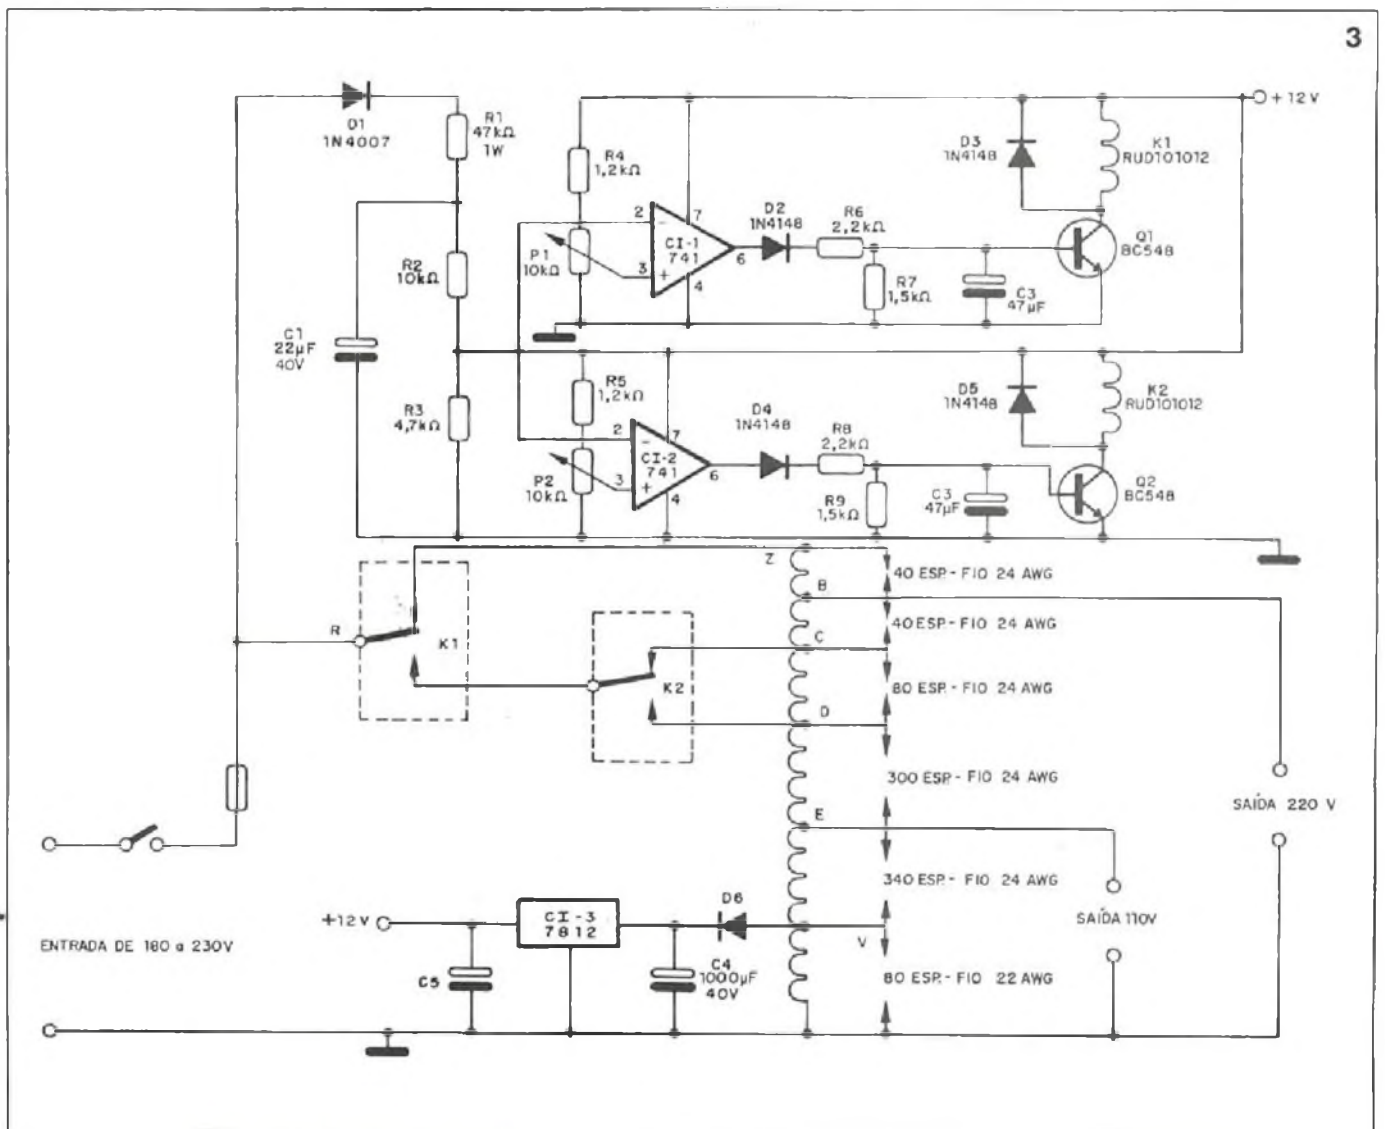 3
D1
1N4007
R1
47kΩ
1W
R4
1,2kΩ
P1
10kΩ
2
7
CI-1
741
3
4
6
D2
1N4148
R6
2,2kΩ
R7
1,5kΩ
C3
47µF
D3
1N4148
K1
RUD101012
Q1
BC548
+12V
R2
10kΩ
C1
22µF
40V
R3
4,7kΩ
R5
1,2kΩ
P2
10kΩ
2
7
CI-2
741
3
4
6
D4
1N4148
R8
2,2kΩ
R9
1,5kΩ
C3
47µF
D5
1N4148
K2
RUD101012
Q2
BC548
R
K1
K2
Z
B
C
D
E
V
40 ESP.- FIO 24 AWG
40 ESP.- FIO 24 AWG
80 ESP.- FIO 24 AWG
300 ESP.- FIO 24 AWG
340 ESP.- FIO 24 AWG
80 ESP.- FIO 22 AWG
SAÍDA 220 V
SAÍDA 110V
ENTRADA DE 180 a 230V
+12V
C5
CI-3
7812
C4
1000µF
40V
D6